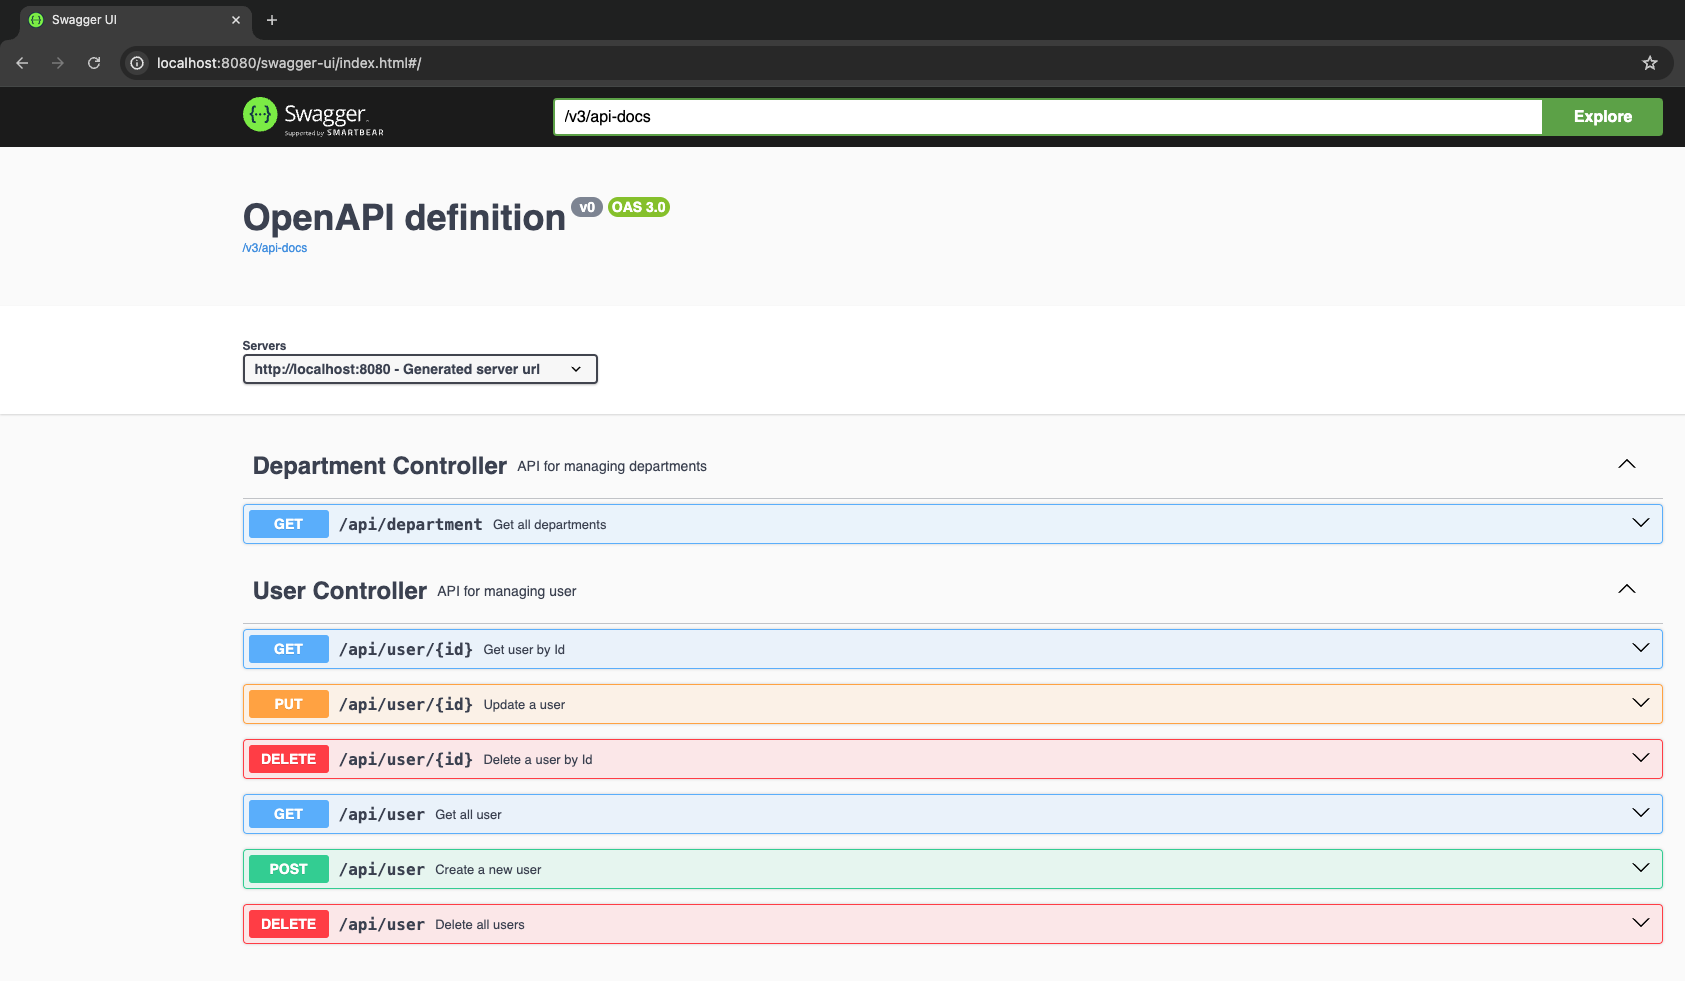 Swagger UI
localhost:8080/swagger-ui/index.html#/
Swagger
Supported by SMARTBEAR
/v3/api-docs
Explore
OpenAPI definition v0 OAS 3.0
/v3/api-docs
Servers
http://localhost:8080 - Generated server url
Department Controller API for managing departments
GET /api/department Get all departments
User Controller API for managing user
GET /api/user/{id} Get user by Id
PUT /api/user/{id} Update a user
DELETE /api/user/{id} Delete a user by Id
GET /api/user Get all user
POST /api/user Create a new user
DELETE /api/user Delete all users